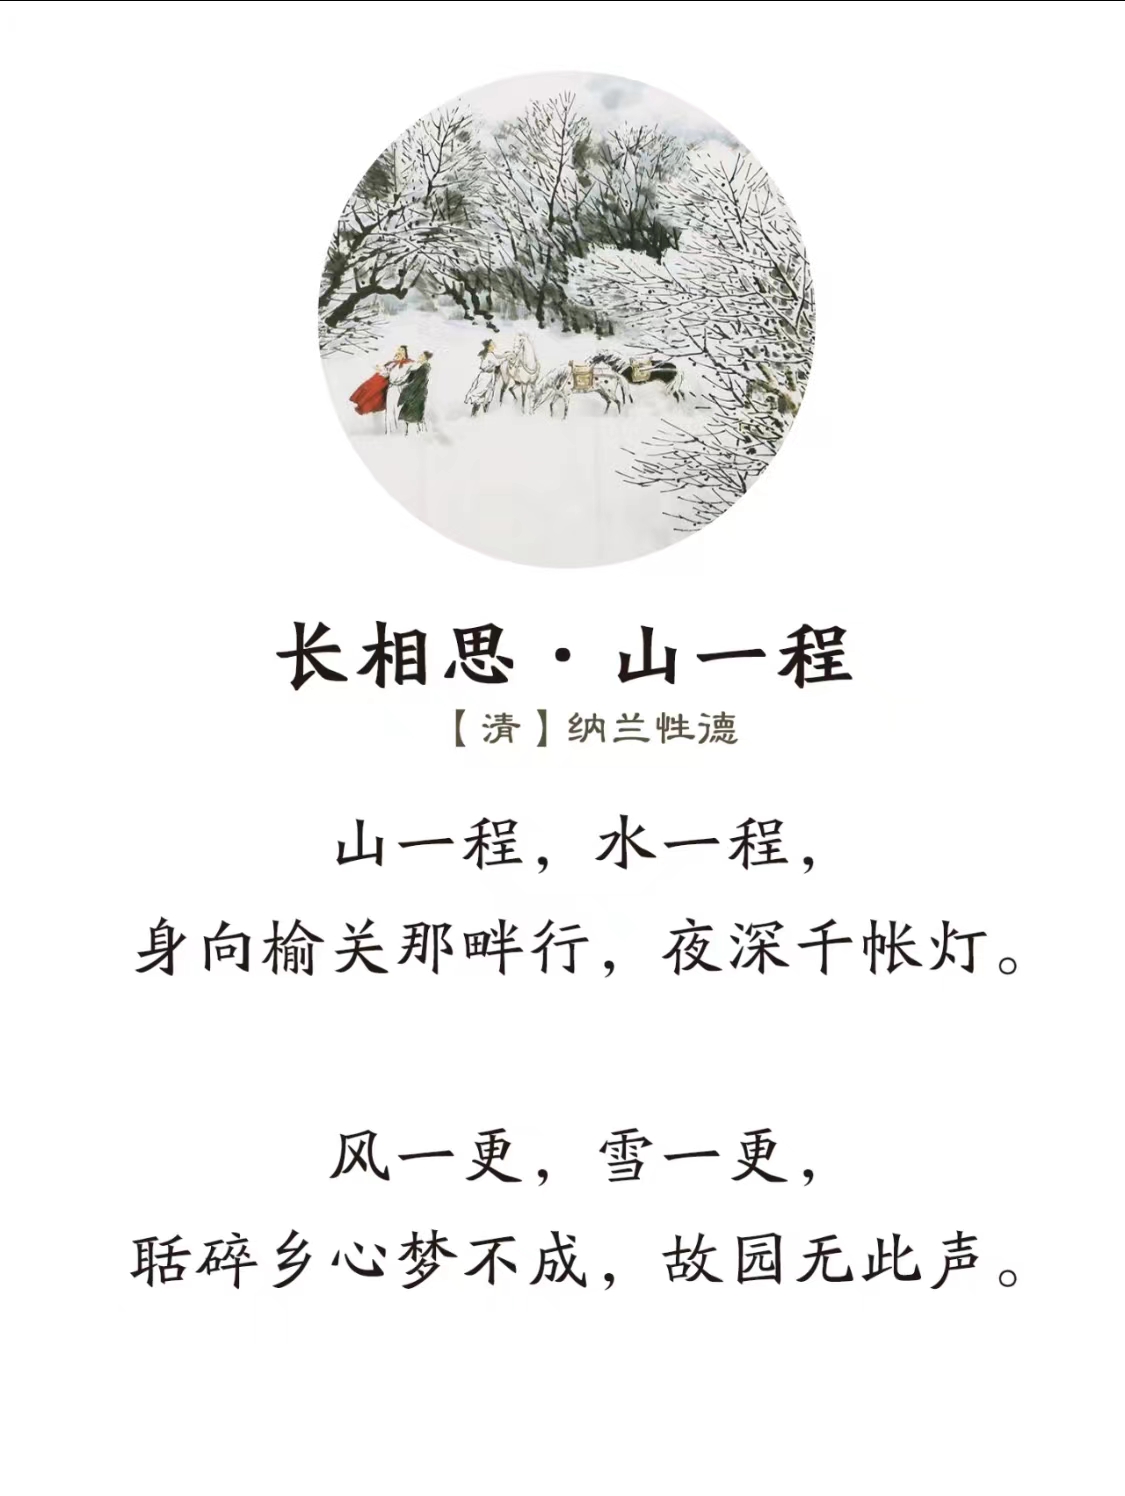 长相思·山一程
【清】纳兰性德
山一程，水一程，
身向榆关那畔行，夜深千帐灯。
风一更，雪一更，
聒碎乡心梦不成，故园无此声。